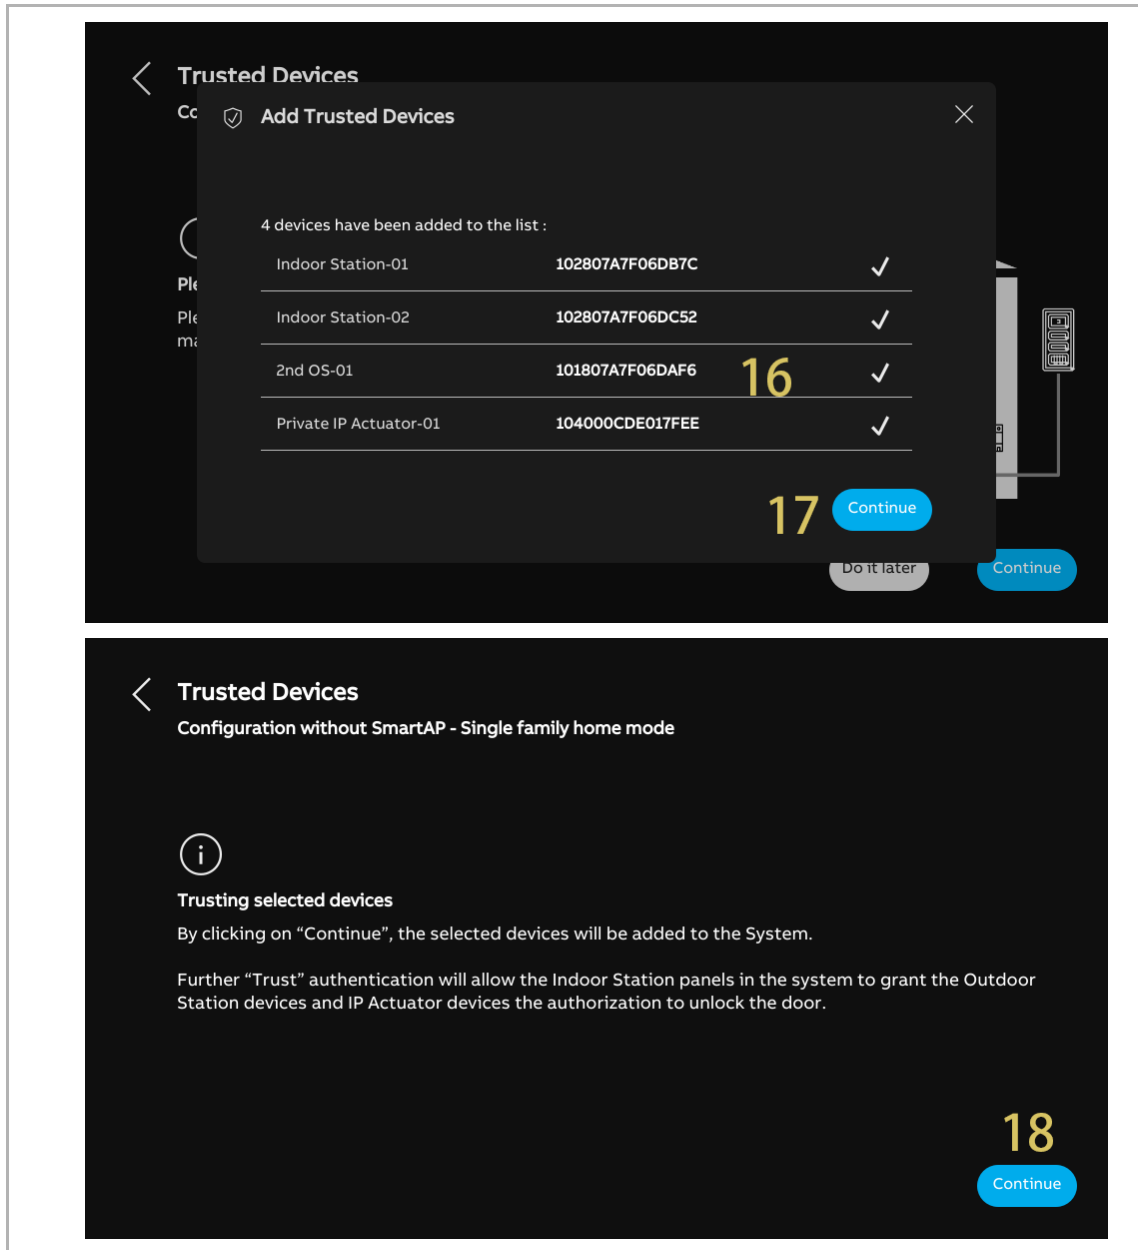 Trusted Devices
Add Trusted Devices
4 devices have been added to the list :
Indoor Station-01 102807A7F06DB7C
Indoor Station-02 102807A7F06DC52
2nd OS-01 101807A7F06DAF6 16
Private IP Actuator-01 104000CDE017FEE
17 Continue
Do it later Continue
Trusted Devices
Configuration without SmartAP - Single family home mode
Trusting selected devices
By clicking on “Continue”, the selected devices will be added to the System.
Further “Trust” authentication will allow the Indoor Station panels in the system to grant the Outdoor
Station devices and IP Actuator devices the authorization to unlock the door.
18
Continue